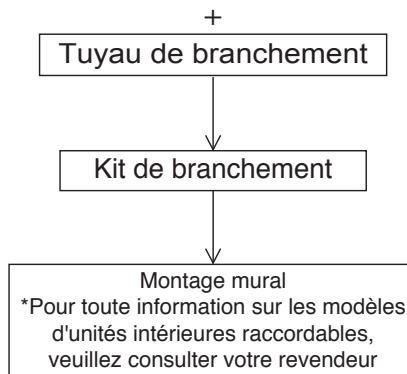 +
Tuyau de branchement
Kit de branchement
Montage mural
*Pour toute information sur les modèles
d'unités intérieures raccordables,
veuillez consulter votre revendeur